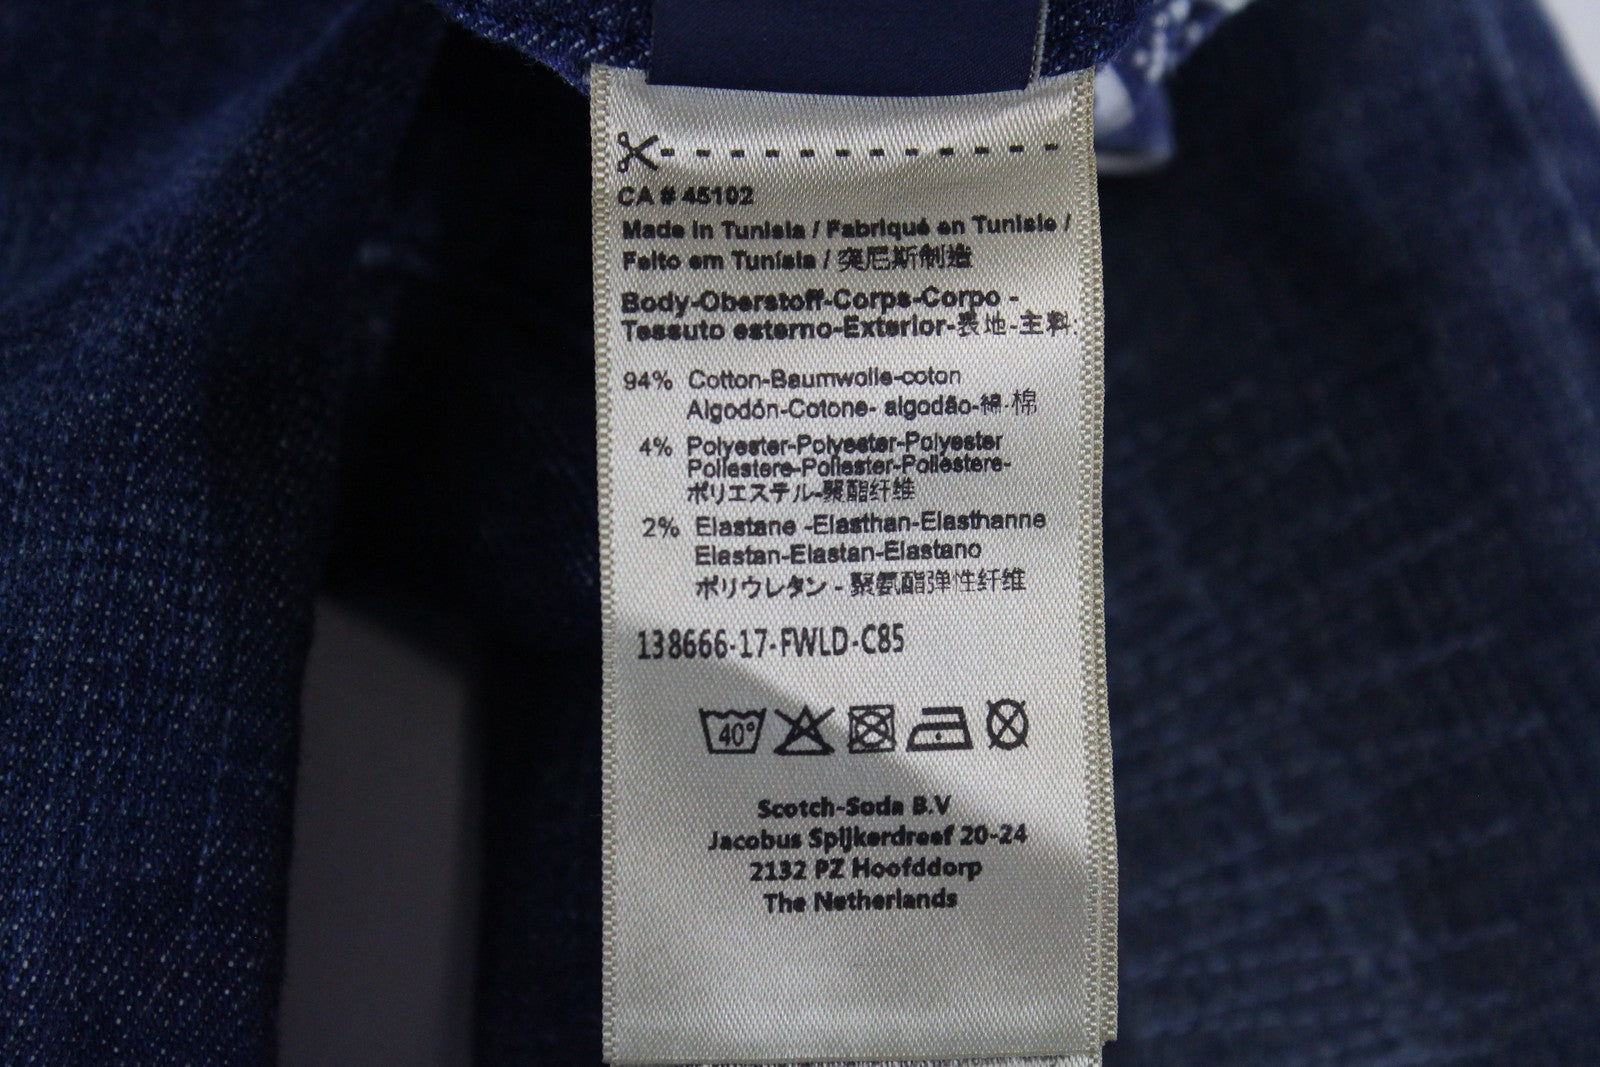 CA # 45102
Made in Tunisia / Fabriqué en Tunisie /
Feito em Tunísia / 突尼斯制造
Body-Oberstoff-Corps-Corpo -
Tessuto esterno-Exterior-表地-主料:
94% Cotton-Baumwolle-coton
Algodón-Cotone- algodão-綿-棉
4% Polyester-Polyester-Polyester
Poliestere-Poliester-Poliéstere-
ポリエステル-聚酯纤维
2% Elastane -Elasthan-Elasthanne
Elastan-Elastan-Elastano
ポリウレタン - 聚氨酯弹性纤维
138666-17-FWLD-C85
40°
Scotch-Soda B.V
Jacobus Spijkerdreef 20-24
2132 PZ Hoofddorp
The Netherlands